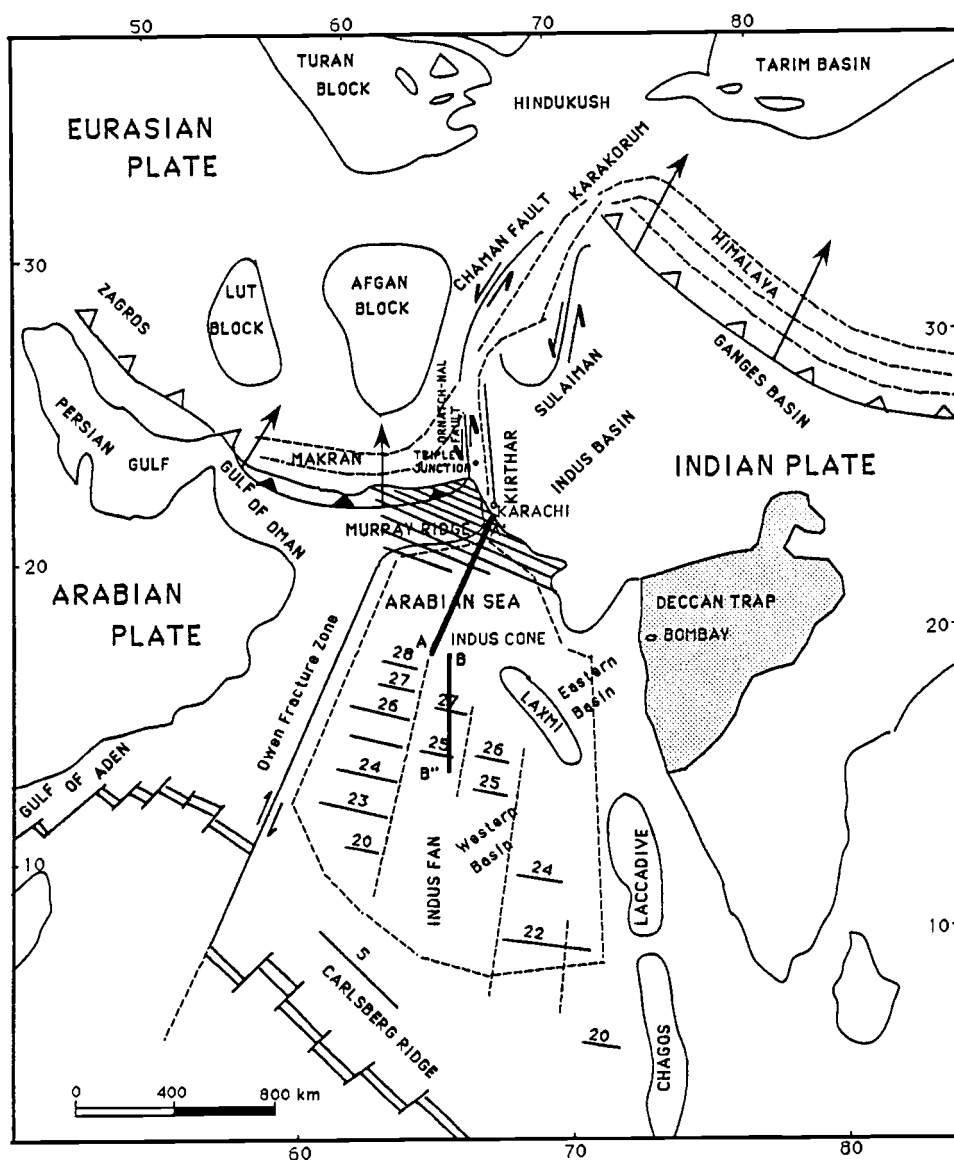 50
60
70
80
TURAN
BLOCK
TARIM BASIN
HINDUKUSH
EURASIAN
PLATE
KARAKORUM
CHAMAN FAULT
HIMALAYA
30
30
ZAGROS
LUT
BLOCK
AFGAN
BLOCK
GANGES BASIN
SULAIMAN
PERSIAN
GULF
ORNATCH-NAL
FAULT
MAKRAN
TRIPLE
JUNCTION
KIRTHAR
INDUS BASIN
INDIAN PLATE
GULF OF OMAN
KARACHI
MURRAY RIDGE
A'
20
20
ARABIAN
PLATE
ARABIAN SEA
DECCAN TRAP
BOMBAY
A
INDUS CONE
B
28
27
27
26
Eastern
Basin
LAXMI
Owen Fracture Zone
25
26
24
B"
25
GULF OF ADEN
23
Western
Basin
20
INDUS FAN
LACCADIVE
10
10
24
22
5
CARLSBERG RIDGE
20
CHAGOS
0
400
800 km
60
70
80